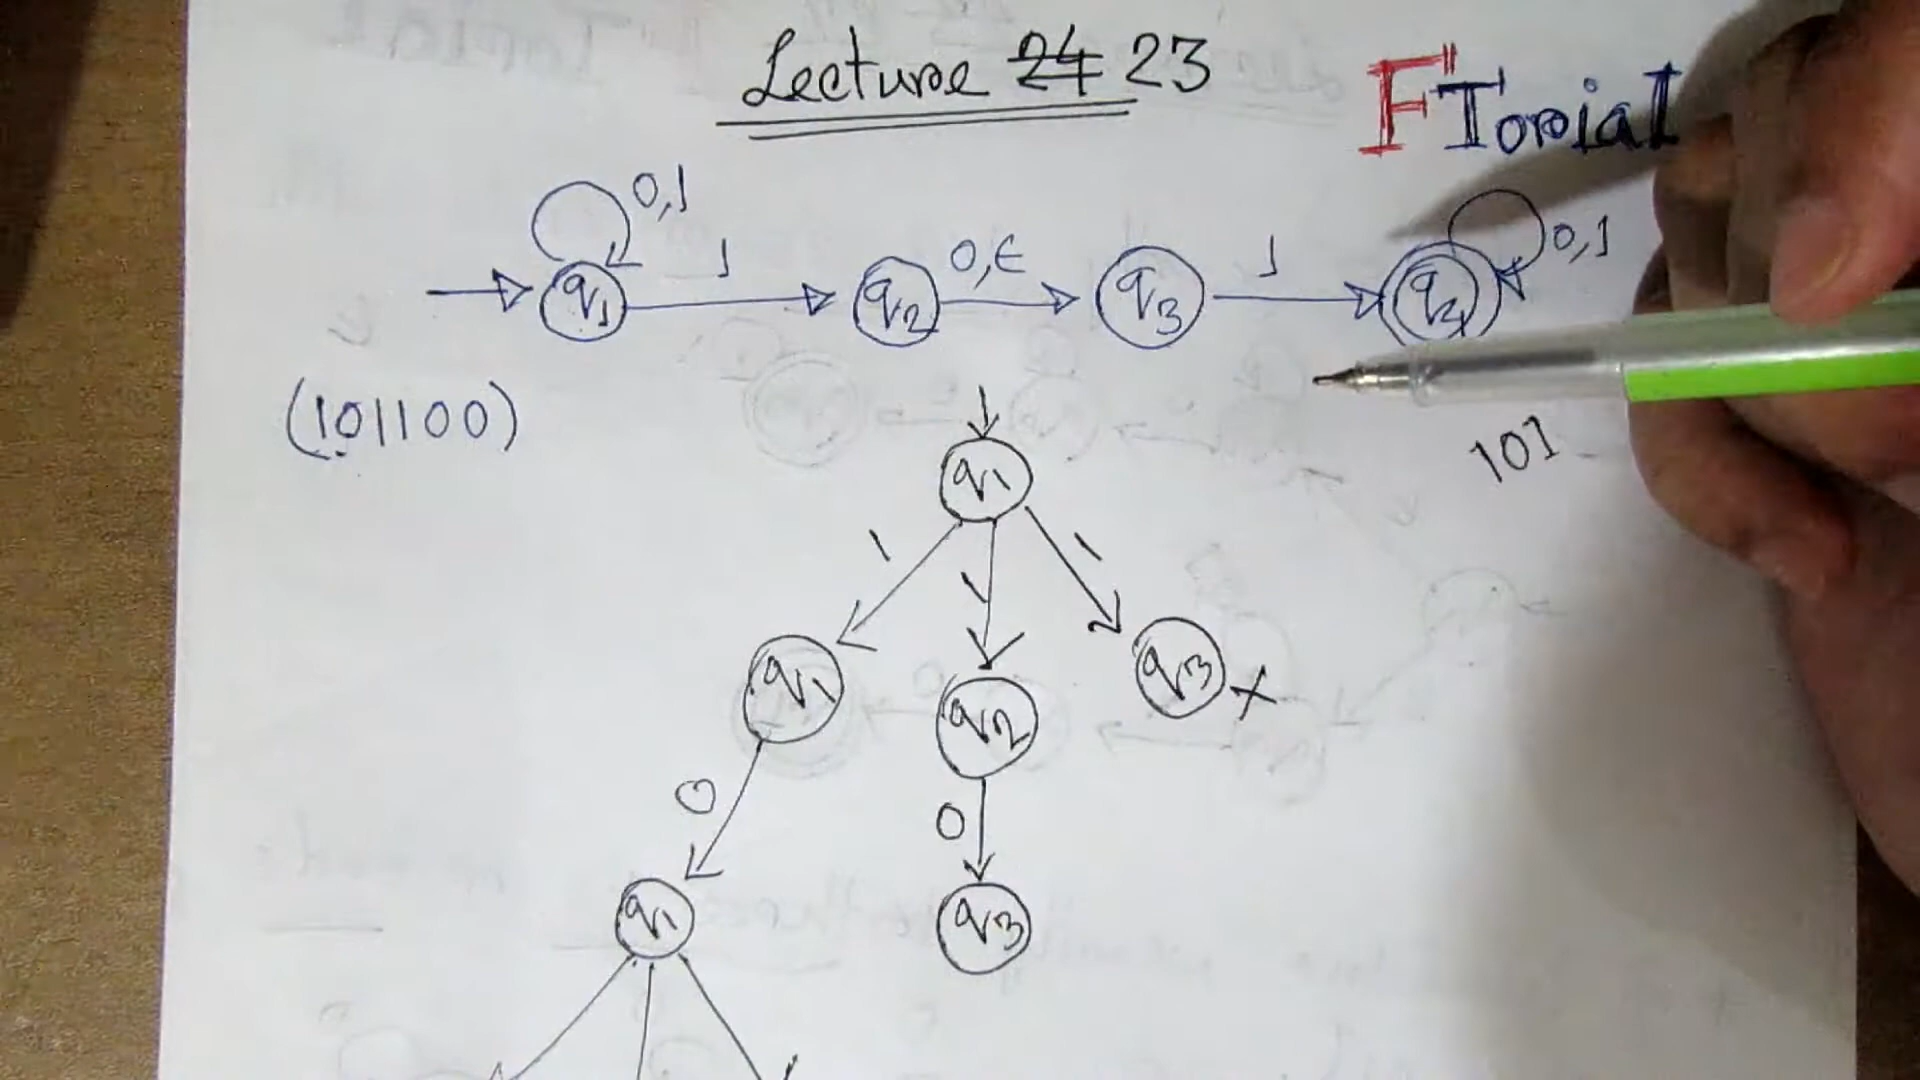 Lecture 24 23
FTorial
0,1 1 0,ϵ 1 0,1
q1 q2 q3 q4
(101100)
101
q1
1 1 1
q1 q2 q3 x
0 0
q1 q3